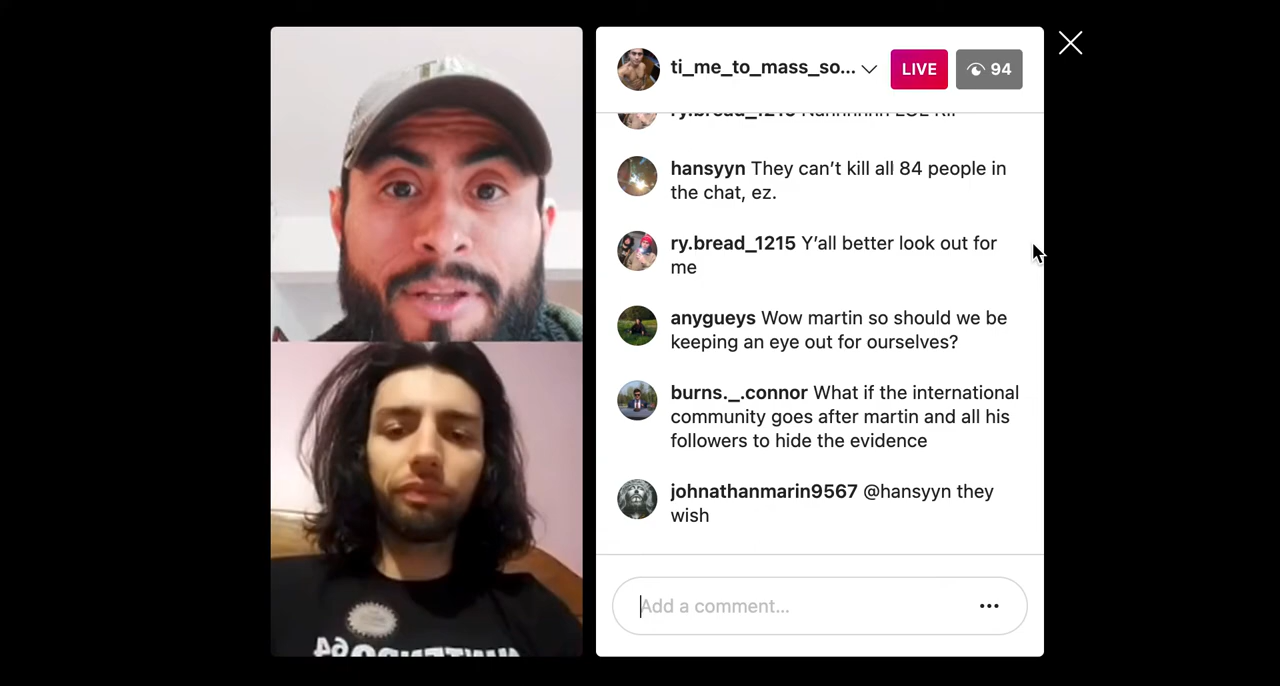 ti_me_to_mass_so...
LIVE
94
ry.bread_1215
hansyyn They can’t kill all 84 people in
the chat, ez.
ry.bread_1215 Y’all better look out for
me
anygueys Wow martin so should we be
keeping an eye out for ourselves?
burns._.connor What if the international
community goes after martin and all his
followers to hide the evidence
johnathanmarin9567 @hansyyn they
wish
Add a comment...
NINTENDO64